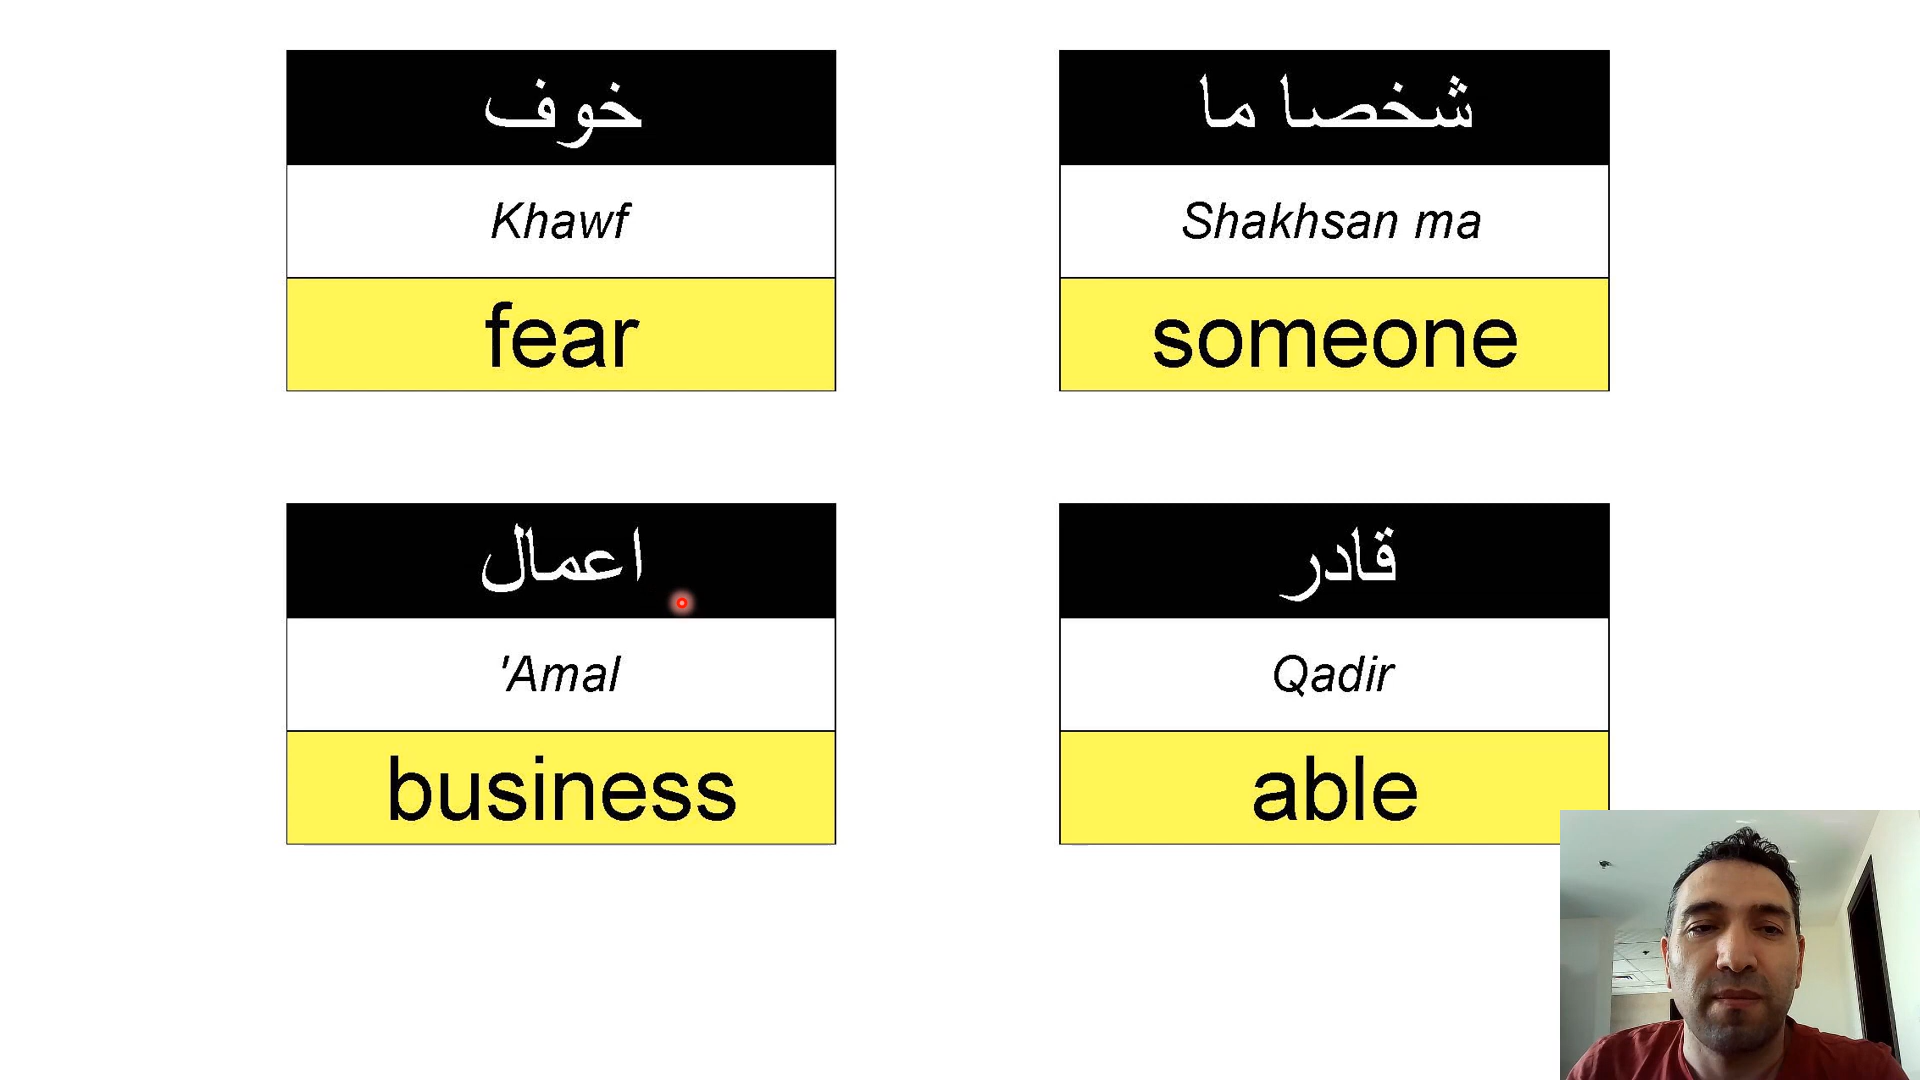 خوف
Khawf
fear
شخصا ما
Shakhsan ma
someone
اعمال
'Amal
business
قادر
Qadir
able